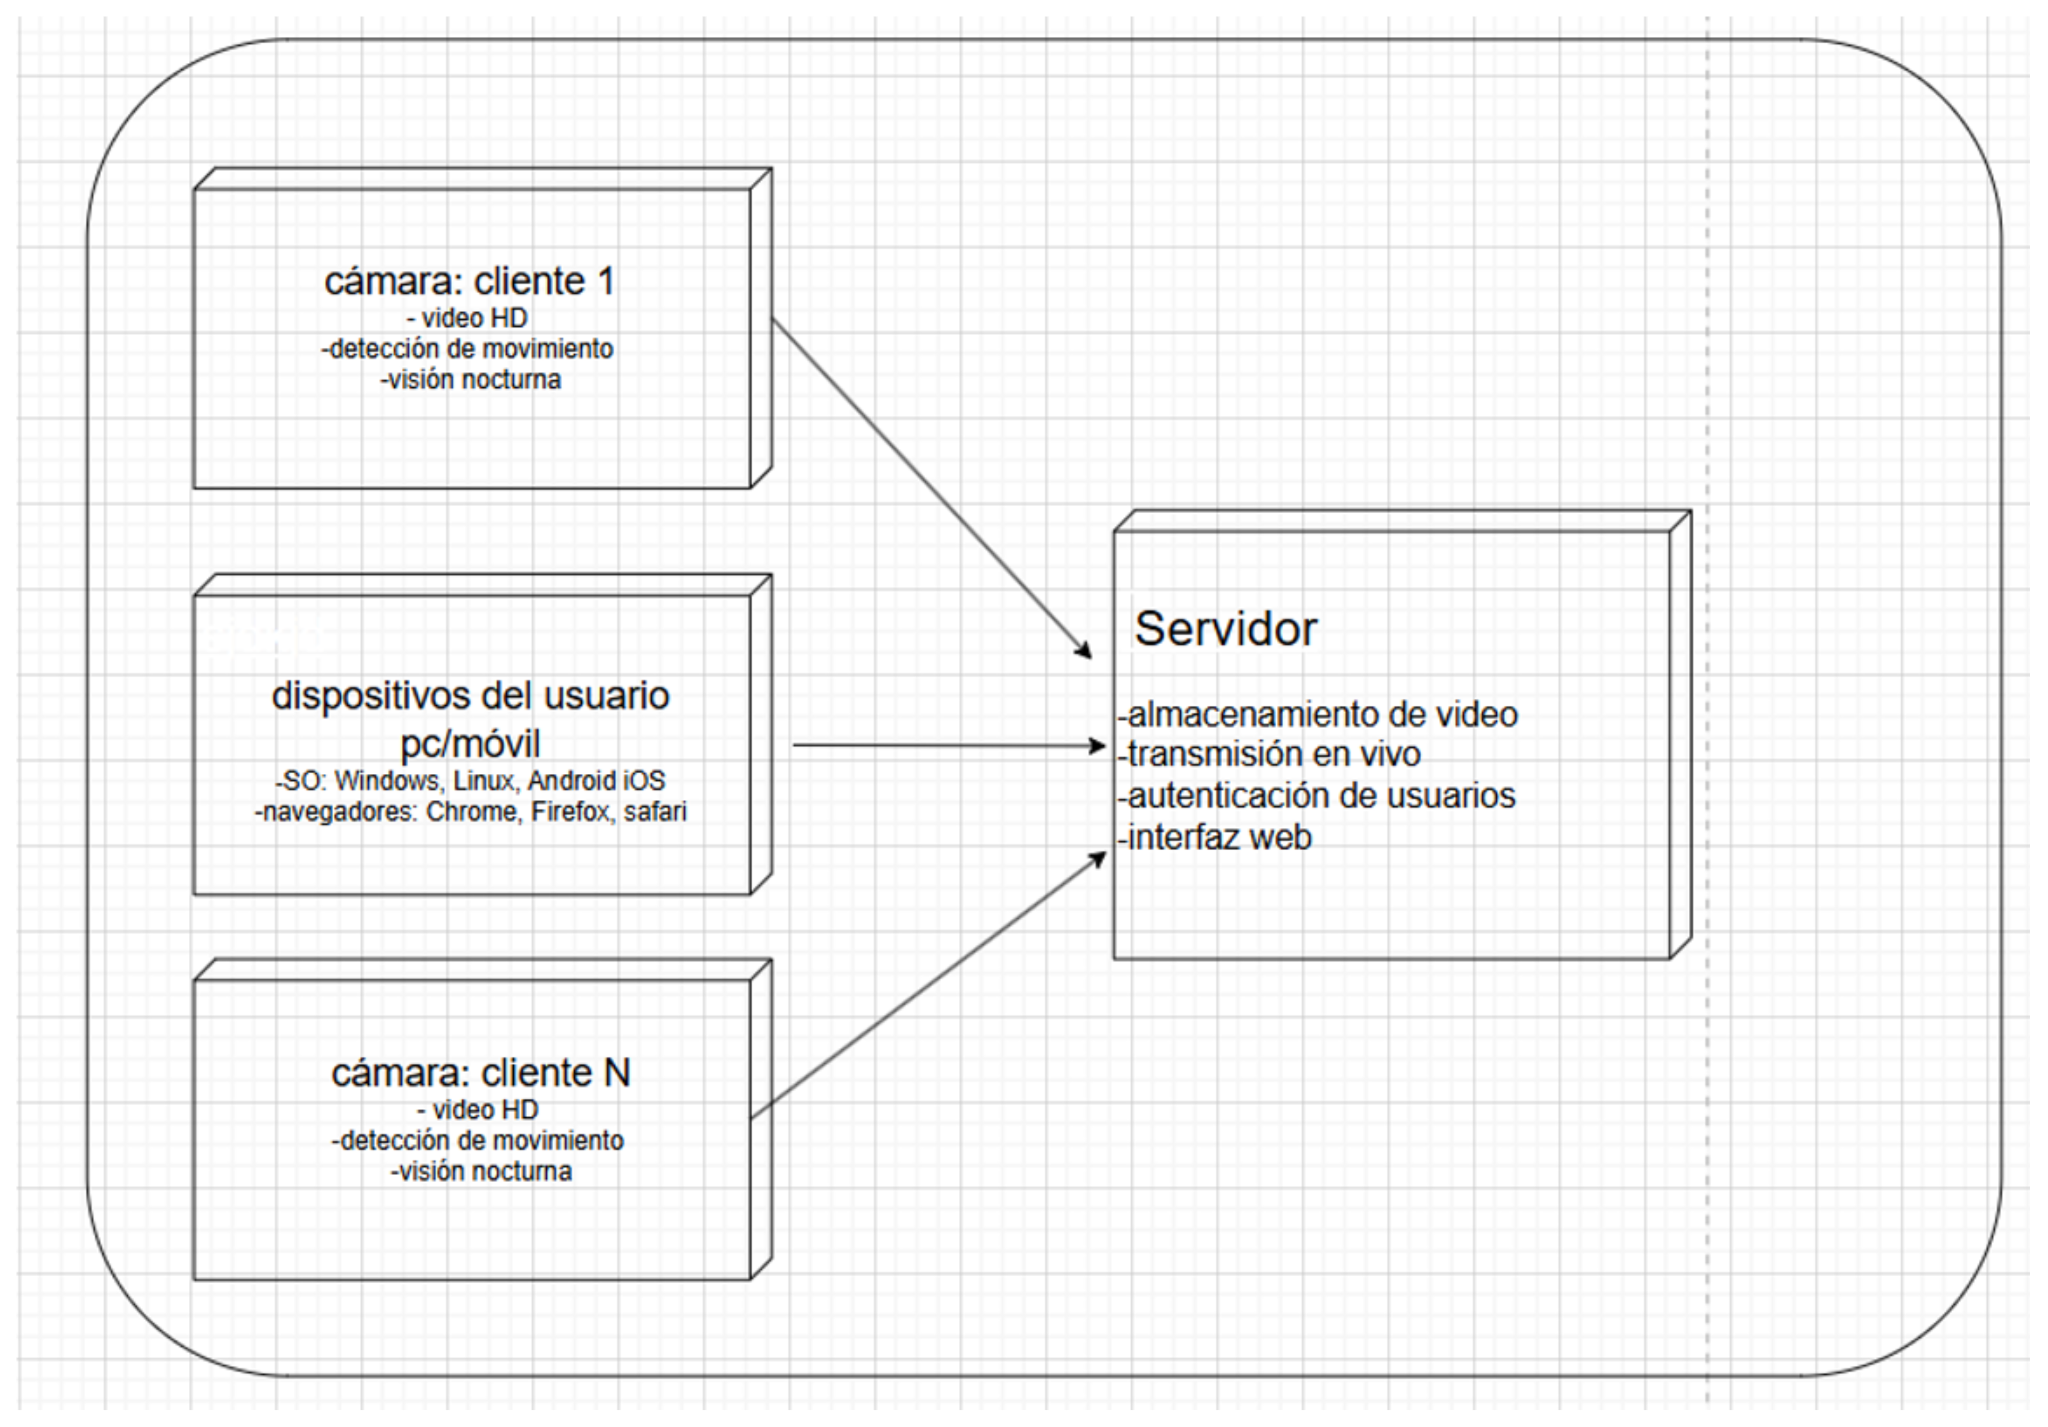 cámara: cliente 1
- video HD
-detección de movimiento
-visión nocturna
dispositivos del usuario
pc/móvil
-SO: Windows, Linux, Android iOS
-navegadores: Chrome, Firefox, safari
cámara: cliente N
- video HD
-detección de movimiento
-visión nocturna
Servidor
-almacenamiento de video
-transmisión en vivo
-autenticación de usuarios
-interfaz web